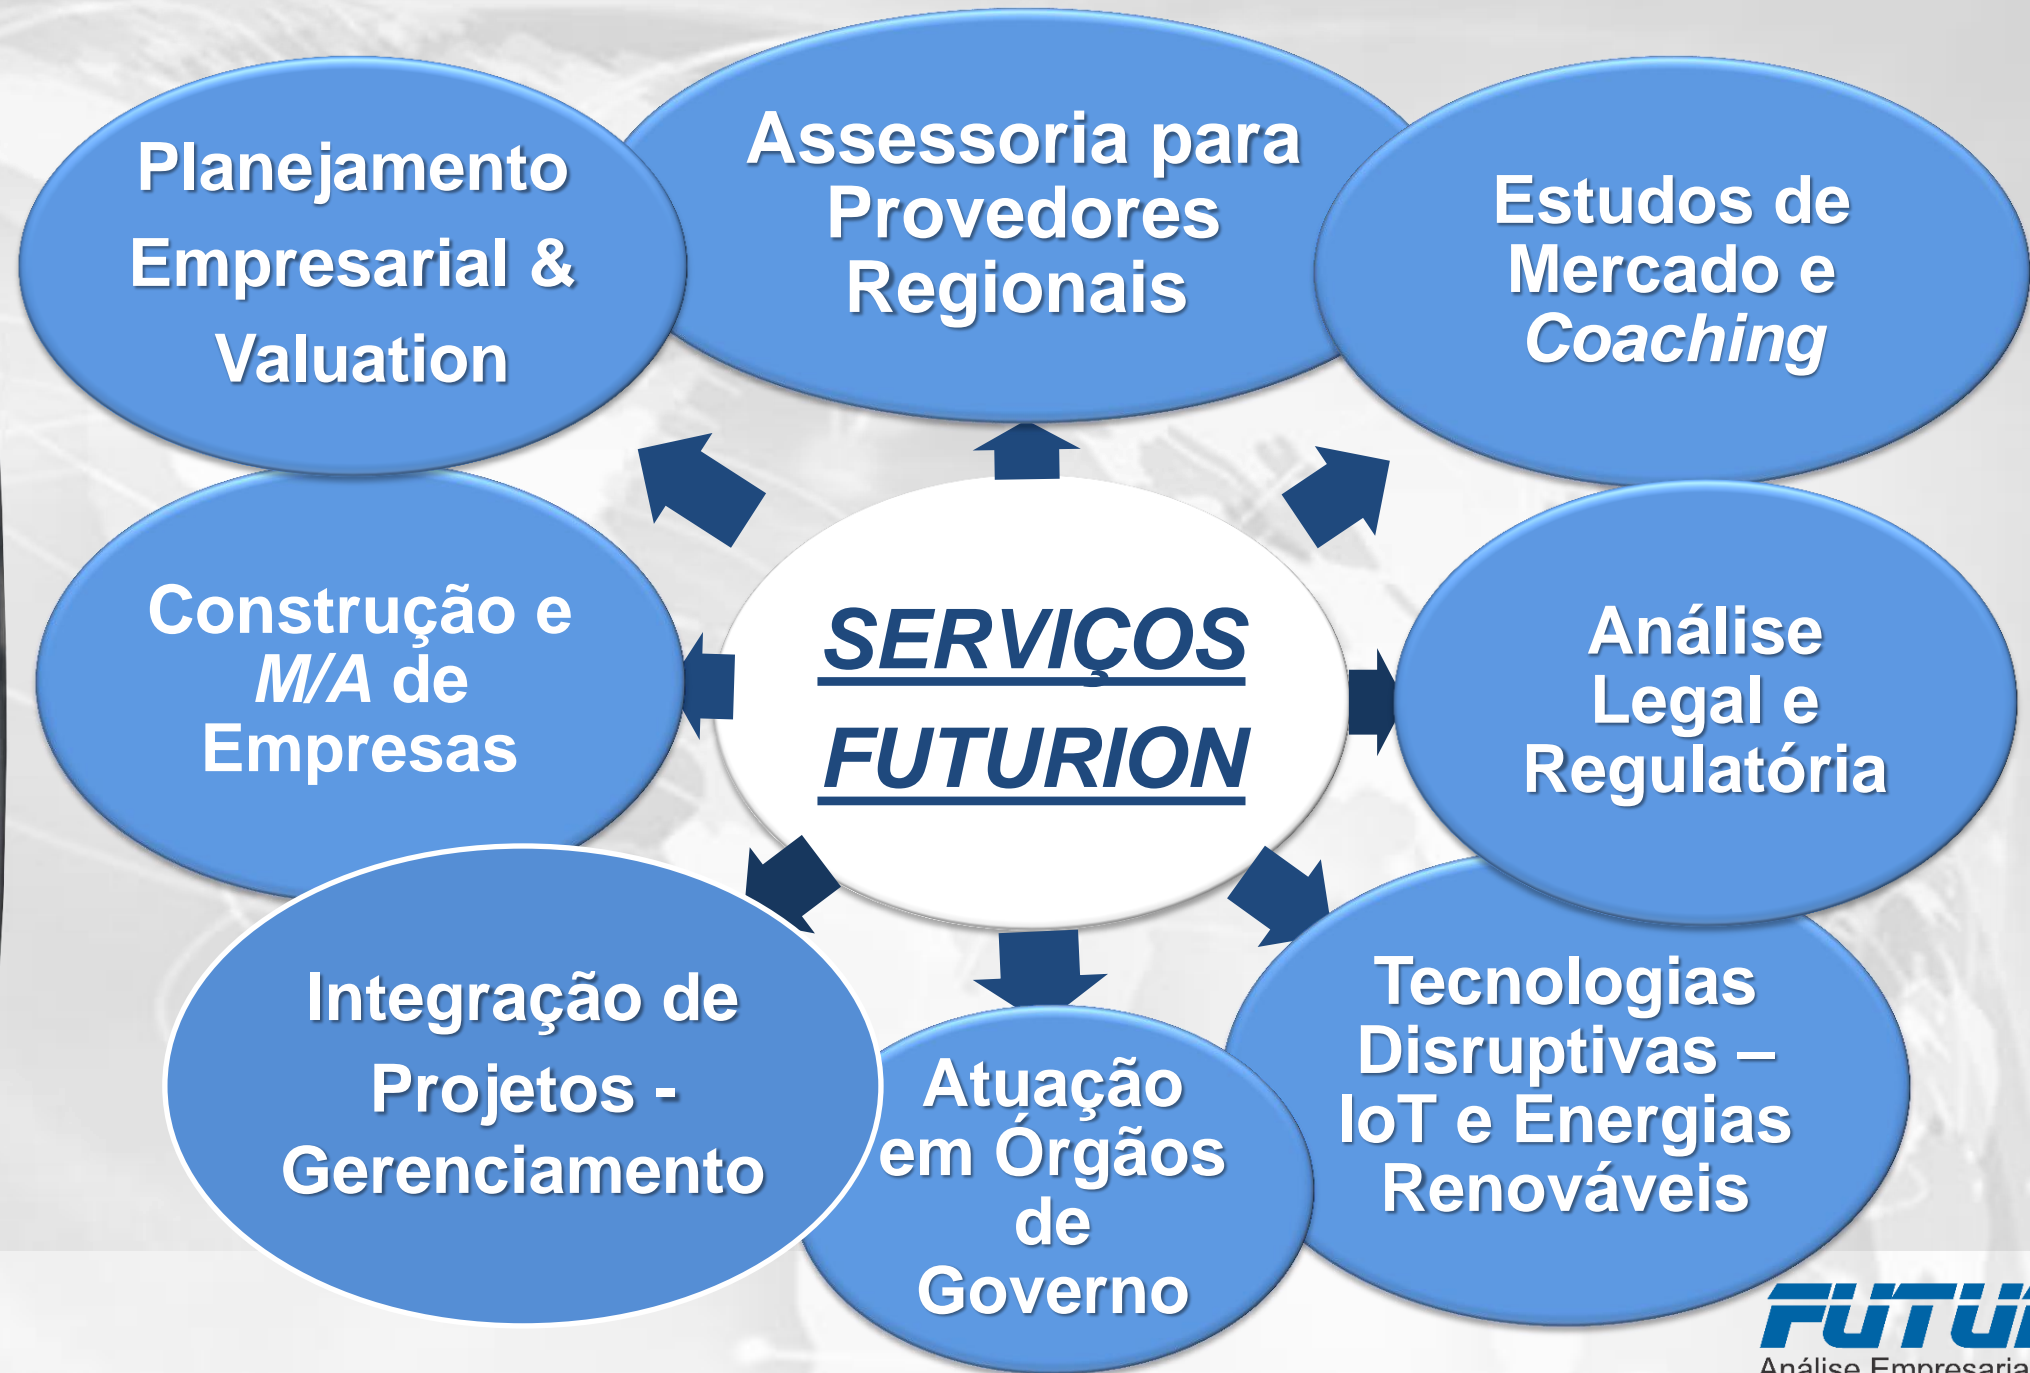 Planejamento
Empresarial &
Valuation
Assessoria para
Provedores
Regionais
Estudos de
Mercado e
Coaching
Construção e
M/A de
Empresas
SERVIÇOS
FUTURION
Análise
Legal e
Regulatória
Integração de
Projetos -
Gerenciamento
Atuação
em Órgãos
de
Governo
Tecnologias
Disruptivas –
IoT e Energias
Renováveis
Análise